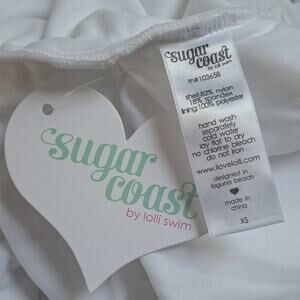 sugar
coast
by lolli swim
rn#103658
shell:82% nylon
18% spandex
lining:100% polyester
hand wash
separately
cold water
lay flat to dry
no chlorine bleach
do not iron
www.ilovelolli.com
designed in
laguna beach
made in
china
XS
sugar
coast
by lolli swim